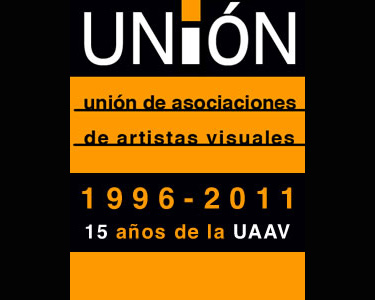 UNIÓN
unión de asociaciones
de artistas visuales
1996-2011
15 años de la UAAV